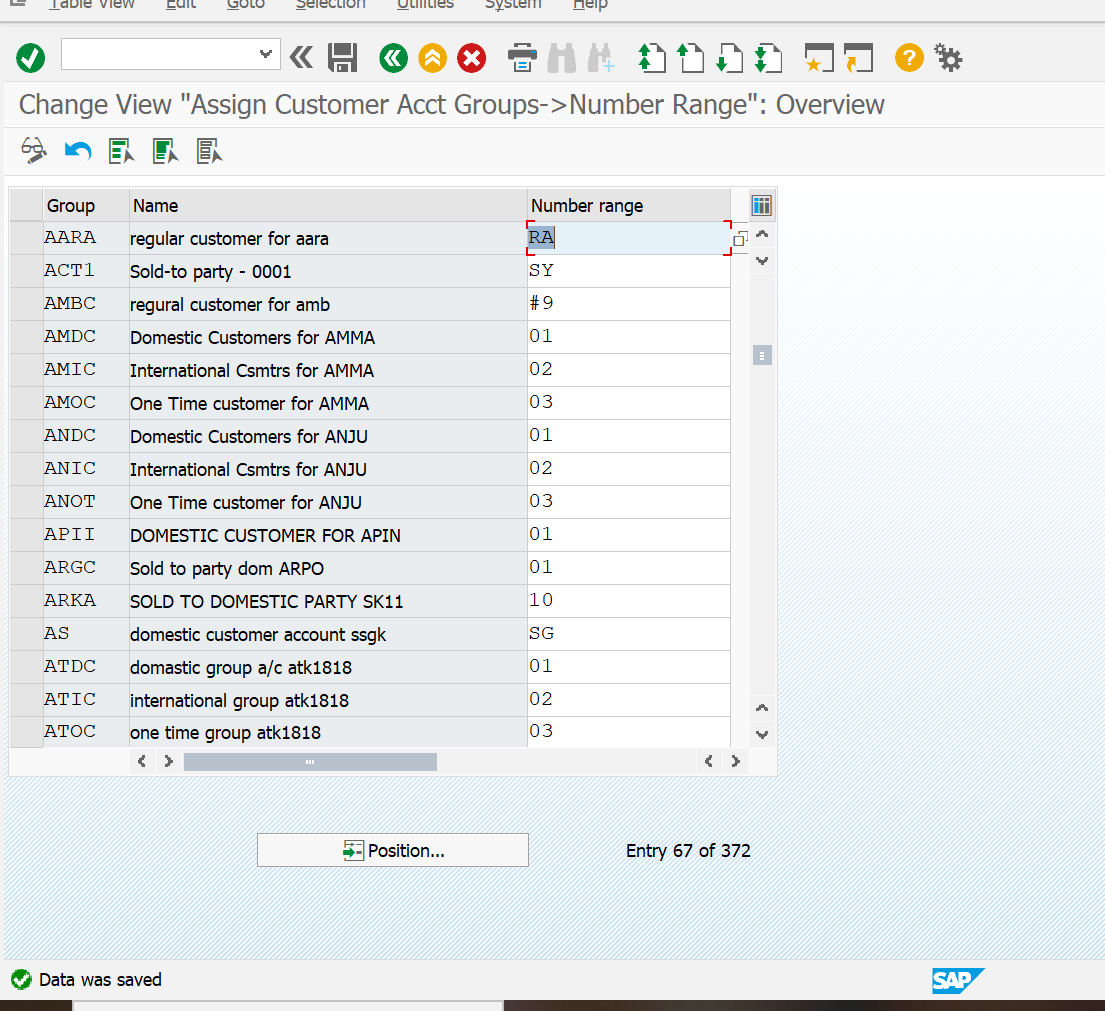 Table View Edit Goto Selection Utilities System Help
Change View "Assign Customer Acct Groups->Number Range": Overview
Group Name Number range
AARA regular customer for aara RA
ACT1 Sold-to party - 0001 SY
AMBC regural customer for amb #9
AMDC Domestic Customers for AMMA 01
AMIC International Csmtrs for AMMA 02
AMOC One Time customer for AMMA 03
ANDC Domestic Customers for ANJU 01
ANIC International Csmtrs for ANJU 02
ANOT One Time customer for ANJU 03
APII DOMESTIC CUSTOMER FOR APIN 01
ARGC Sold to party dom ARPO 01
ARKA SOLD TO DOMESTIC PARTY SK11 10
AS domestic customer account ssgk SG
ATDC domastic group a/c atk1818 01
ATIC international group atk1818 02
ATOC one time group atk1818 03
Position... Entry 67 of 372
Data was saved SAP